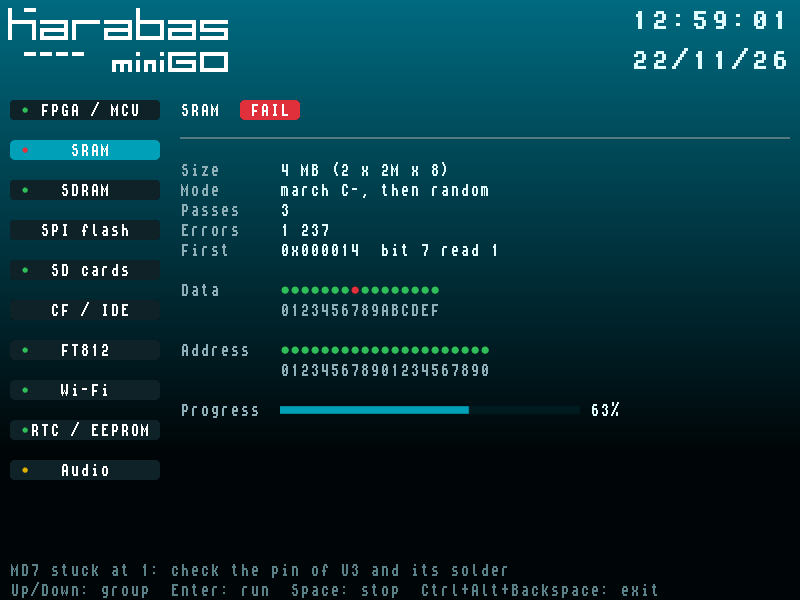 Karabas
miniGO
12:59:01
22/11/26
FPGA / MCU
SRAM
SDRAM
SPI flash
SD cards
CF / IDE
FT812
Wi-Fi
RTC / EEPROM
Audio
SRAM FAIL
Size 4 MB (2 x 2M x 8)
Mode march C-, then random
Passes 3
Errors 1 237
First 0x000014 bit 7 read 1
Data
0123456789ABCDEF
Address
012345678901234567890
Progress 63%
MD7 stuck at 1: check the pin of U3 and its solder
Up/Down: group Enter: run Space: stop Ctrl+Alt+Backspace: exit